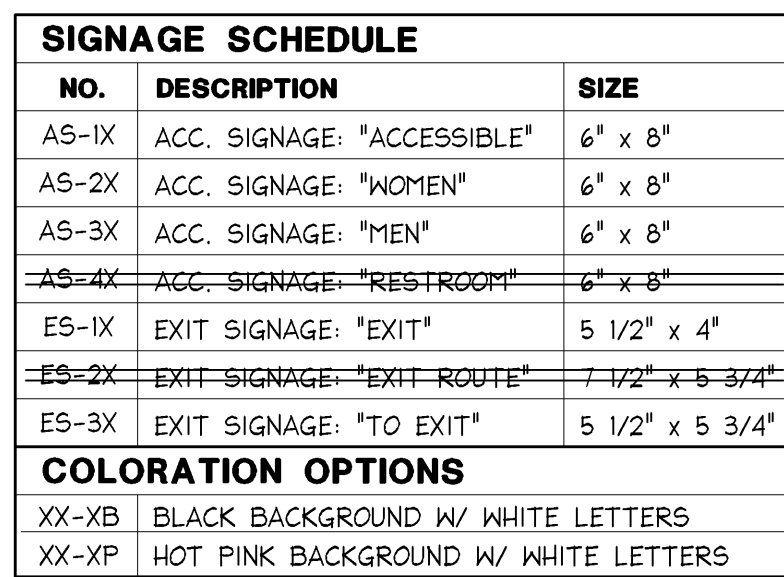 SIGNAGE SCHEDULE
NO. DESCRIPTION SIZE
AS-1X ACC. SIGNAGE: "ACCESSIBLE" 6" x 8"
AS-2X ACC. SIGNAGE: "WOMEN" 6" x 8"
AS-3X ACC. SIGNAGE: "MEN" 6" x 8"
AS-4X ACC. SIGNAGE: "RESTROOM" 6" x 8"
ES-1X EXIT SIGNAGE: "EXIT" 5 1/2" x 4"
ES-2X EXIT SIGNAGE: "EXIT ROUTE" 7 1/2" x 5 3/4"
ES-3X EXIT SIGNAGE: "TO EXIT" 5 1/2" x 5 3/4"
COLORATION OPTIONS
XX-XB BLACK BACKGROUND W/ WHITE LETTERS
XX-XP HOT PINK BACKGROUND W/ WHITE LETTERS